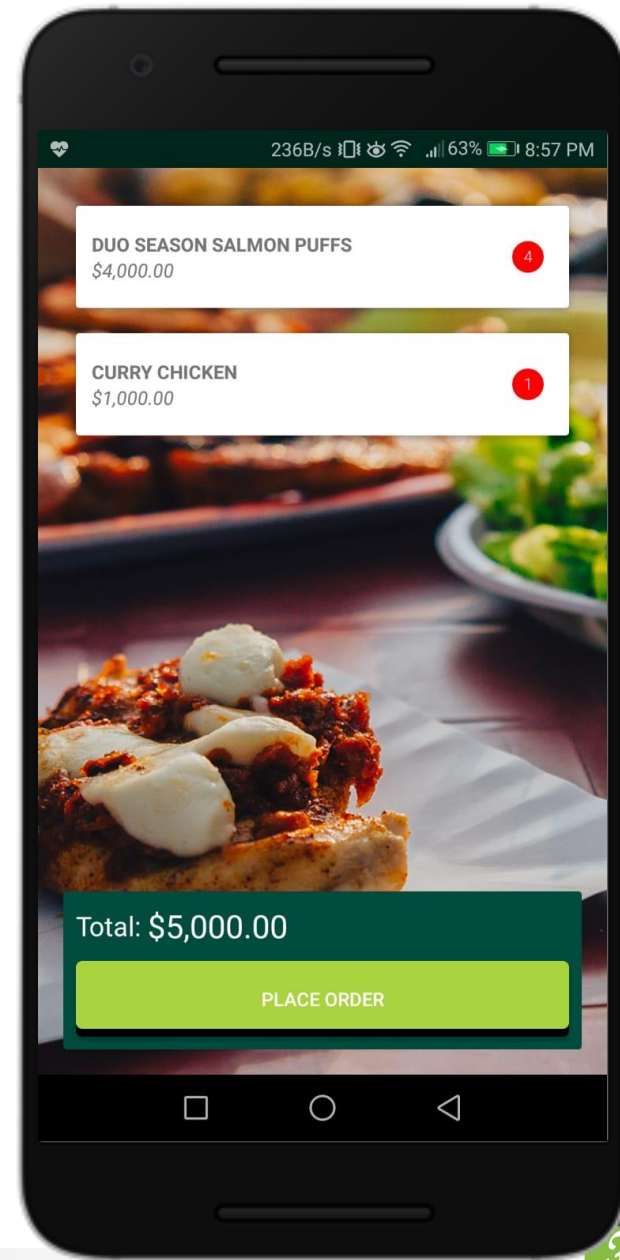 236B/s 63% 8:57 PM
DUO SEASON SALMON PUFFS
$4,000.00
4
CURRY CHICKEN
$1,000.00
1
Total: $5,000.00
PLACE ORDER